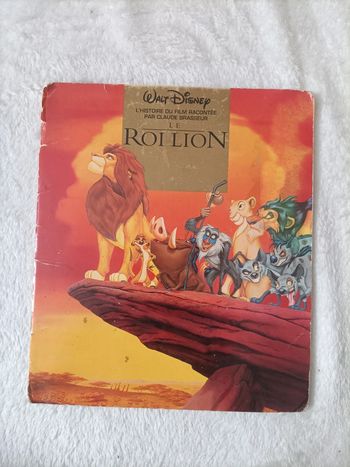 WALT DISNEY
L'HISTOIRE DU FILM RACONTÉE
PAR CLAUDE BRASSEUR
LE
ROI LION